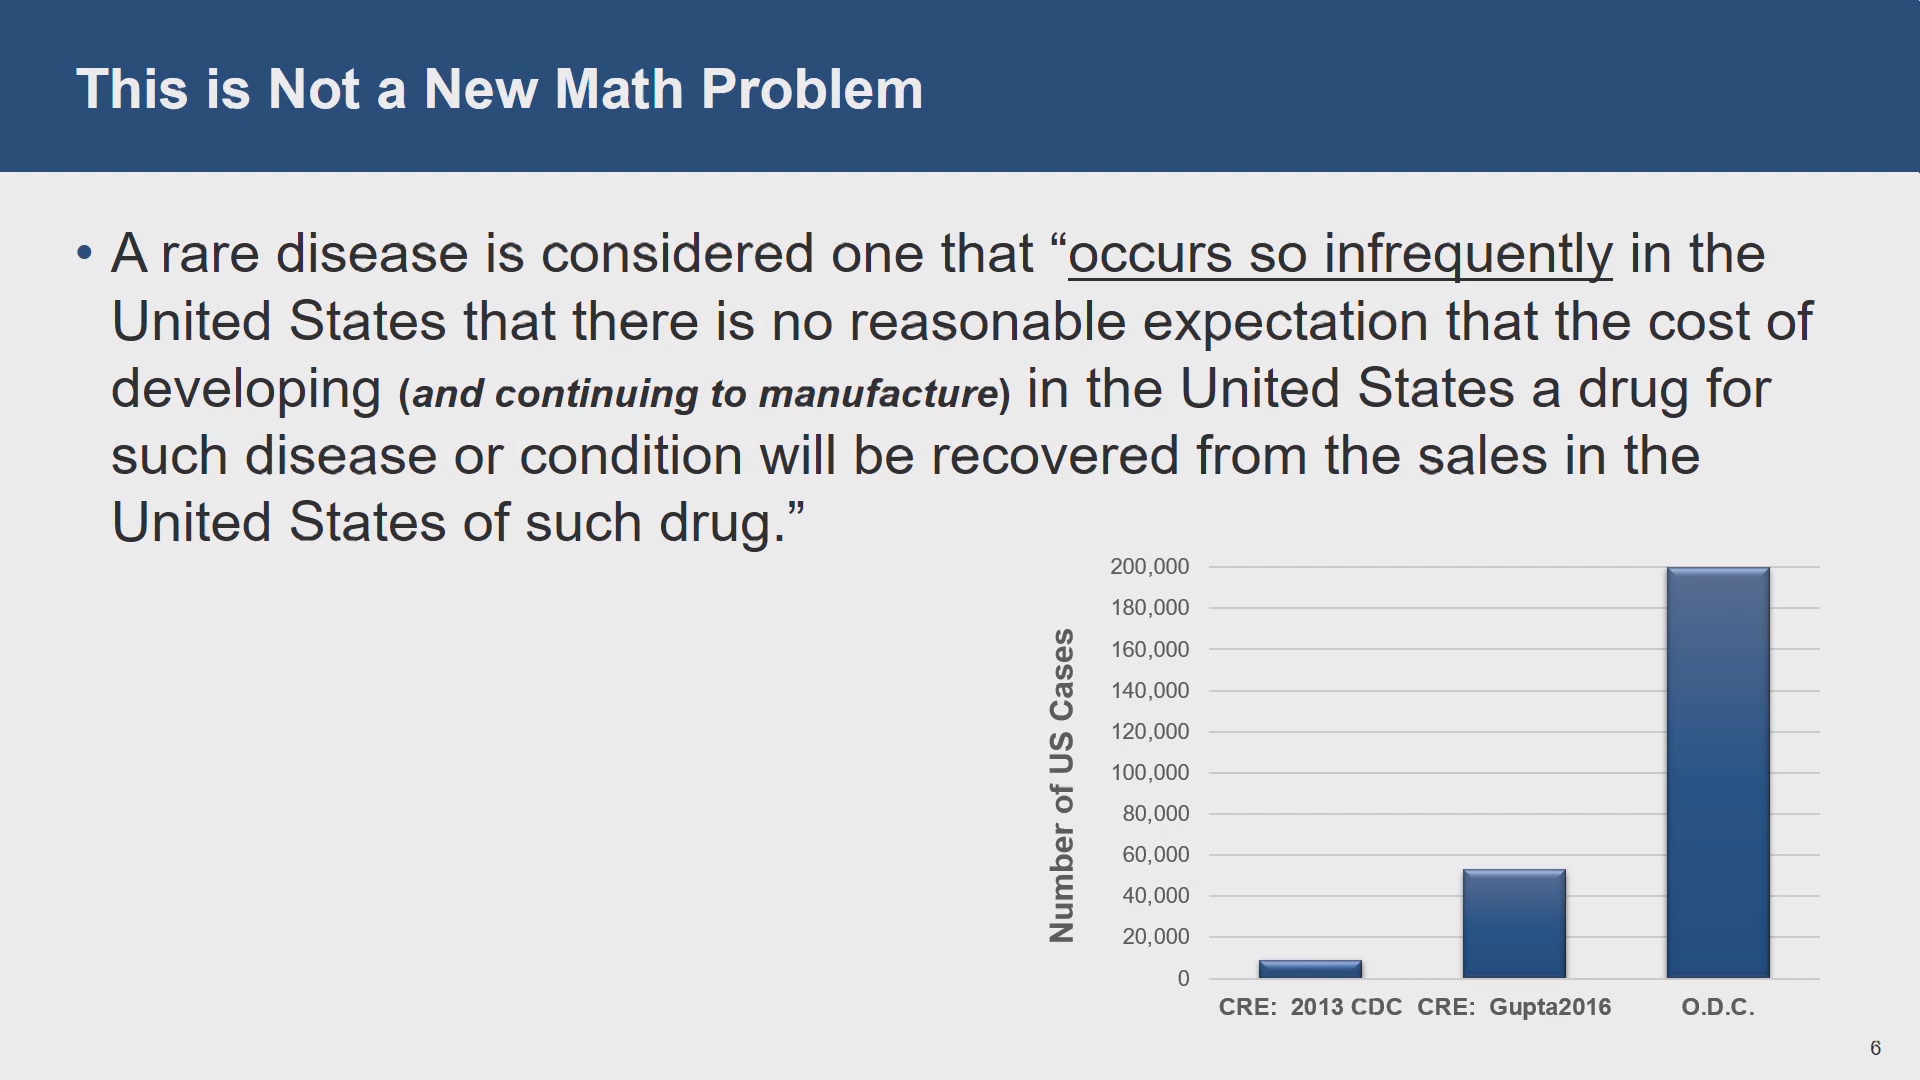 This is Not a New Math Problem
• A rare disease is considered one that “occurs so infrequently in the
United States that there is no reasonable expectation that the cost of
developing (and continuing to manufacture) in the United States a drug for
such disease or condition will be recovered from the sales in the
United States of such drug.”
Number of US Cases
200,000
180,000
160,000
140,000
120,000
100,000
80,000
60,000
40,000
20,000
0
CRE: 2013 CDC CRE: Gupta2016 O.D.C.
6